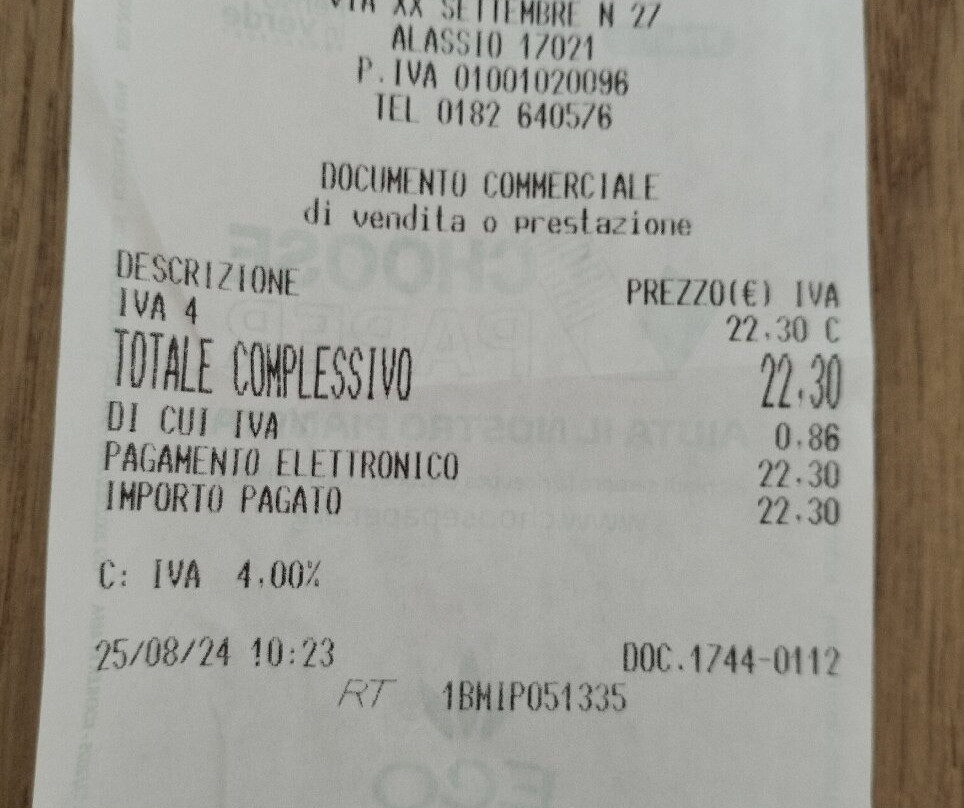 VIA XX SETTEMBRE N 27
ALASSIO 17021
P.IVA 01001020096
TEL 0182 640576
DOCUMENTO COMMERCIALE
di vendita o prestazione
DESCRIZIONE PREZZO(€) IVA
IVA 4 22,30 C
TOTALE COMPLESSIVO 22,30
DI CUI IVA 0,86
PAGAMENTO ELETTRONICO 22,30
IMPORTO PAGATO 22,30
C: IVA 4,00%
25/08/24 10:23 DOC.1744-0112
RT 1BMIP051335